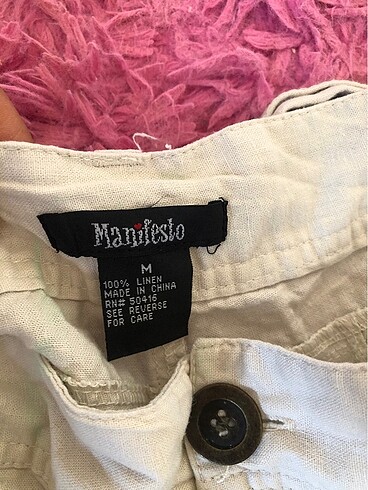 Manifesto
M
100% LINEN
MADE IN CHINA
RN# 50416
SEE REVERSE
FOR CARE